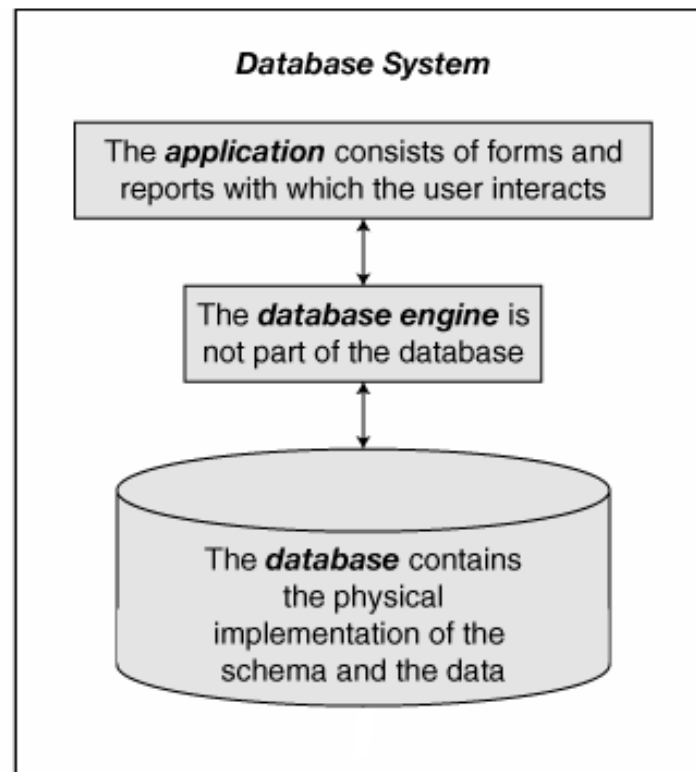 Database System
The application consists of forms and
reports with which the user interacts
The database engine is
not part of the database
The database contains
the physical
implementation of the
schema and the data